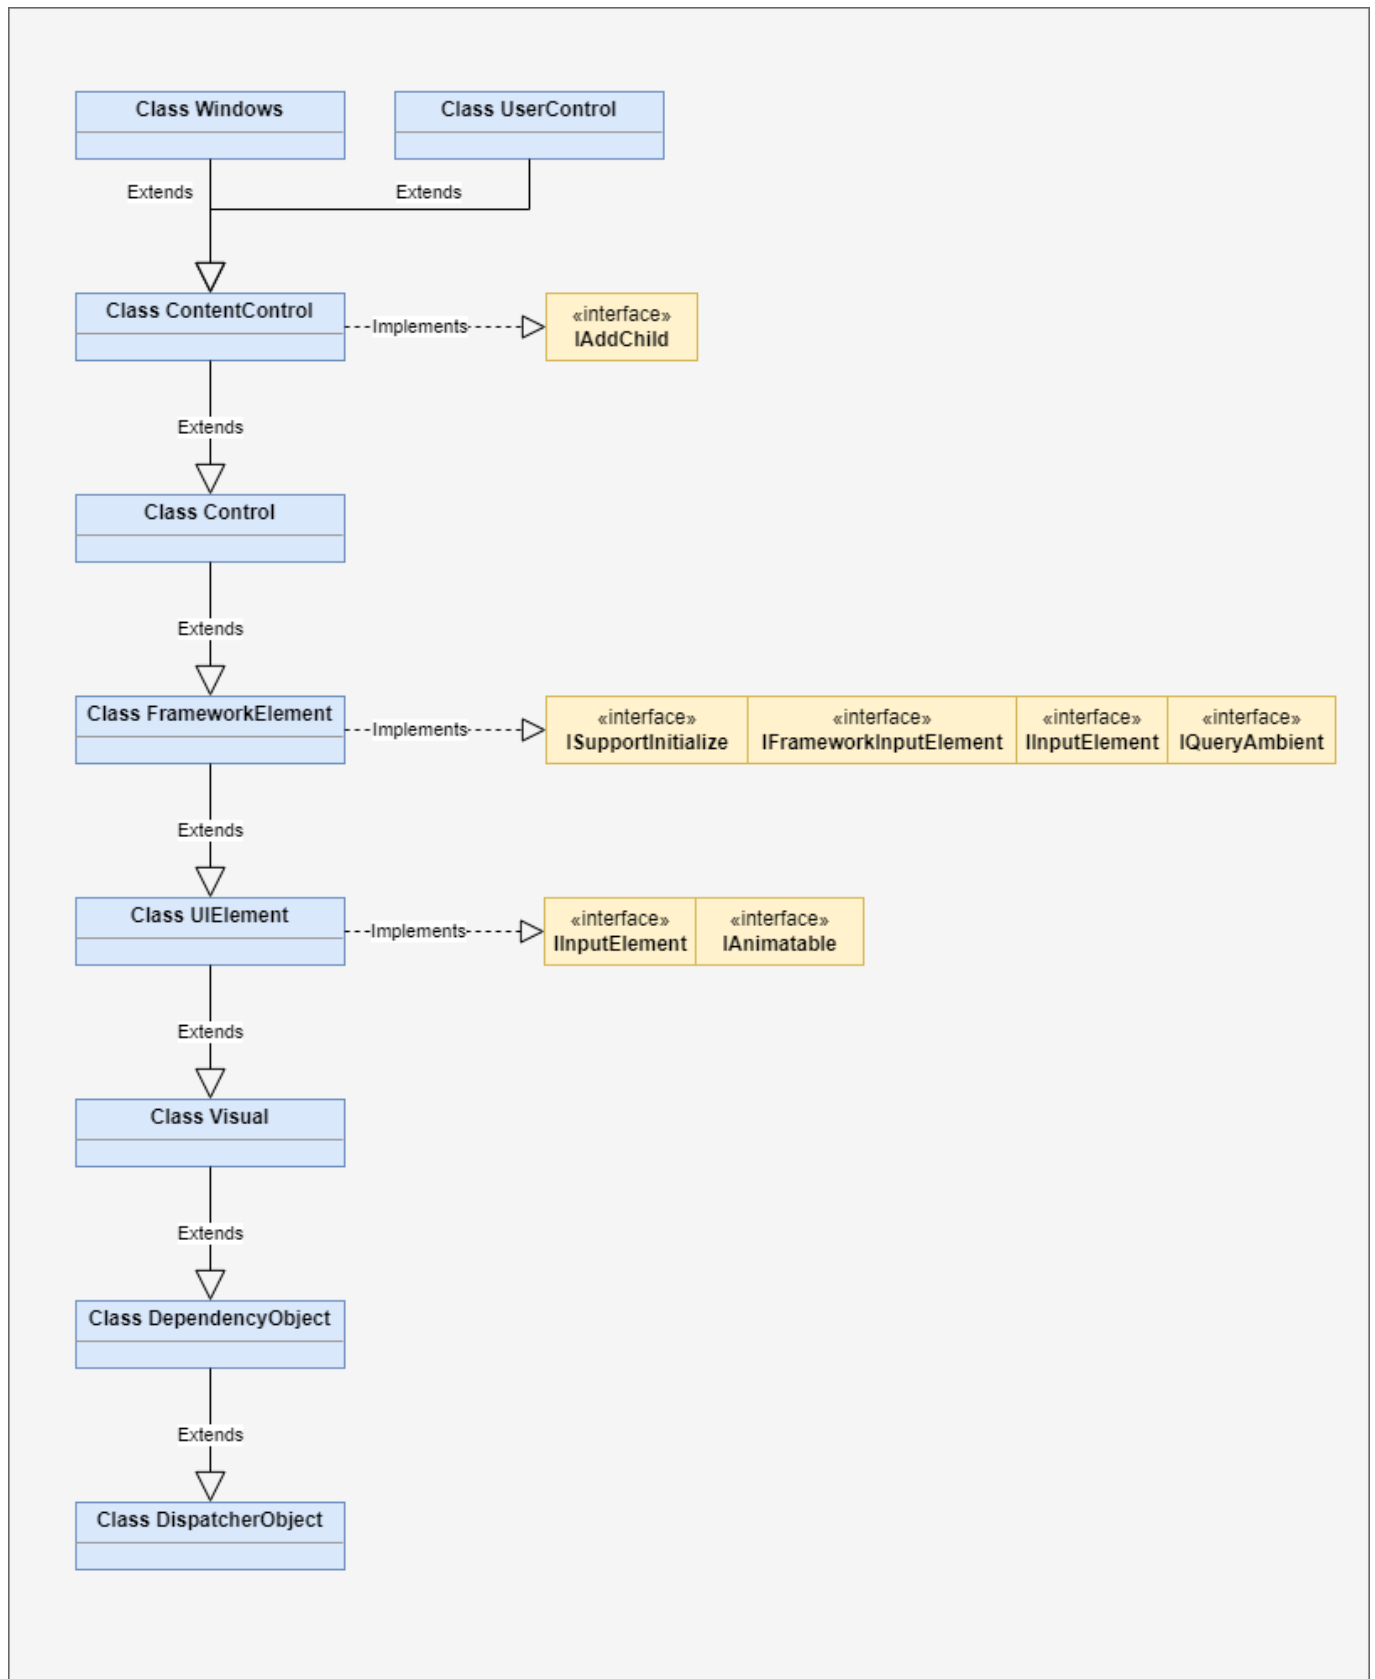 Class Windows
Class UserControl
Extends
Extends
Class ContentControl
Implements
«interface»
IAddChild
Extends
Class Control
Extends
Class FrameworkElement
Implements
«interface»
ISupportInitialize
«interface»
IFrameworkInputElement
«interface»
IInputElement
«interface»
IQueryAmbient
Extends
Class UIElement
Implements
«interface»
IInputElement
«interface»
IAnimatable
Extends
Class Visual
Extends
Class DependencyObject
Extends
Class DispatcherObject